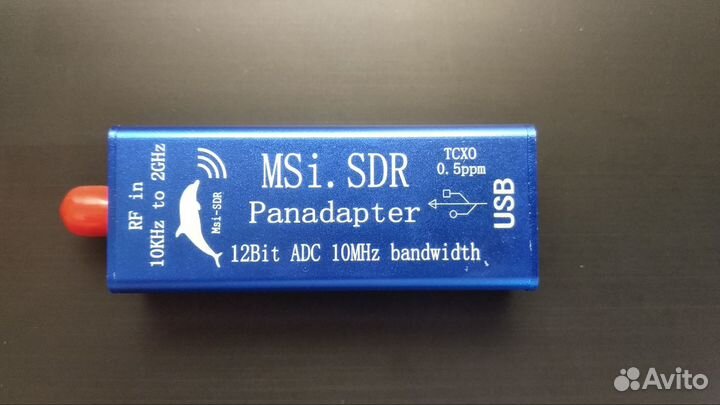 RF in
10KHz to 2GHz
Msi-SDR
MSi.SDR
Panadapter
12Bit ADC 10MHz bandwidth
TCXO
0.5ppm
USB
Avito